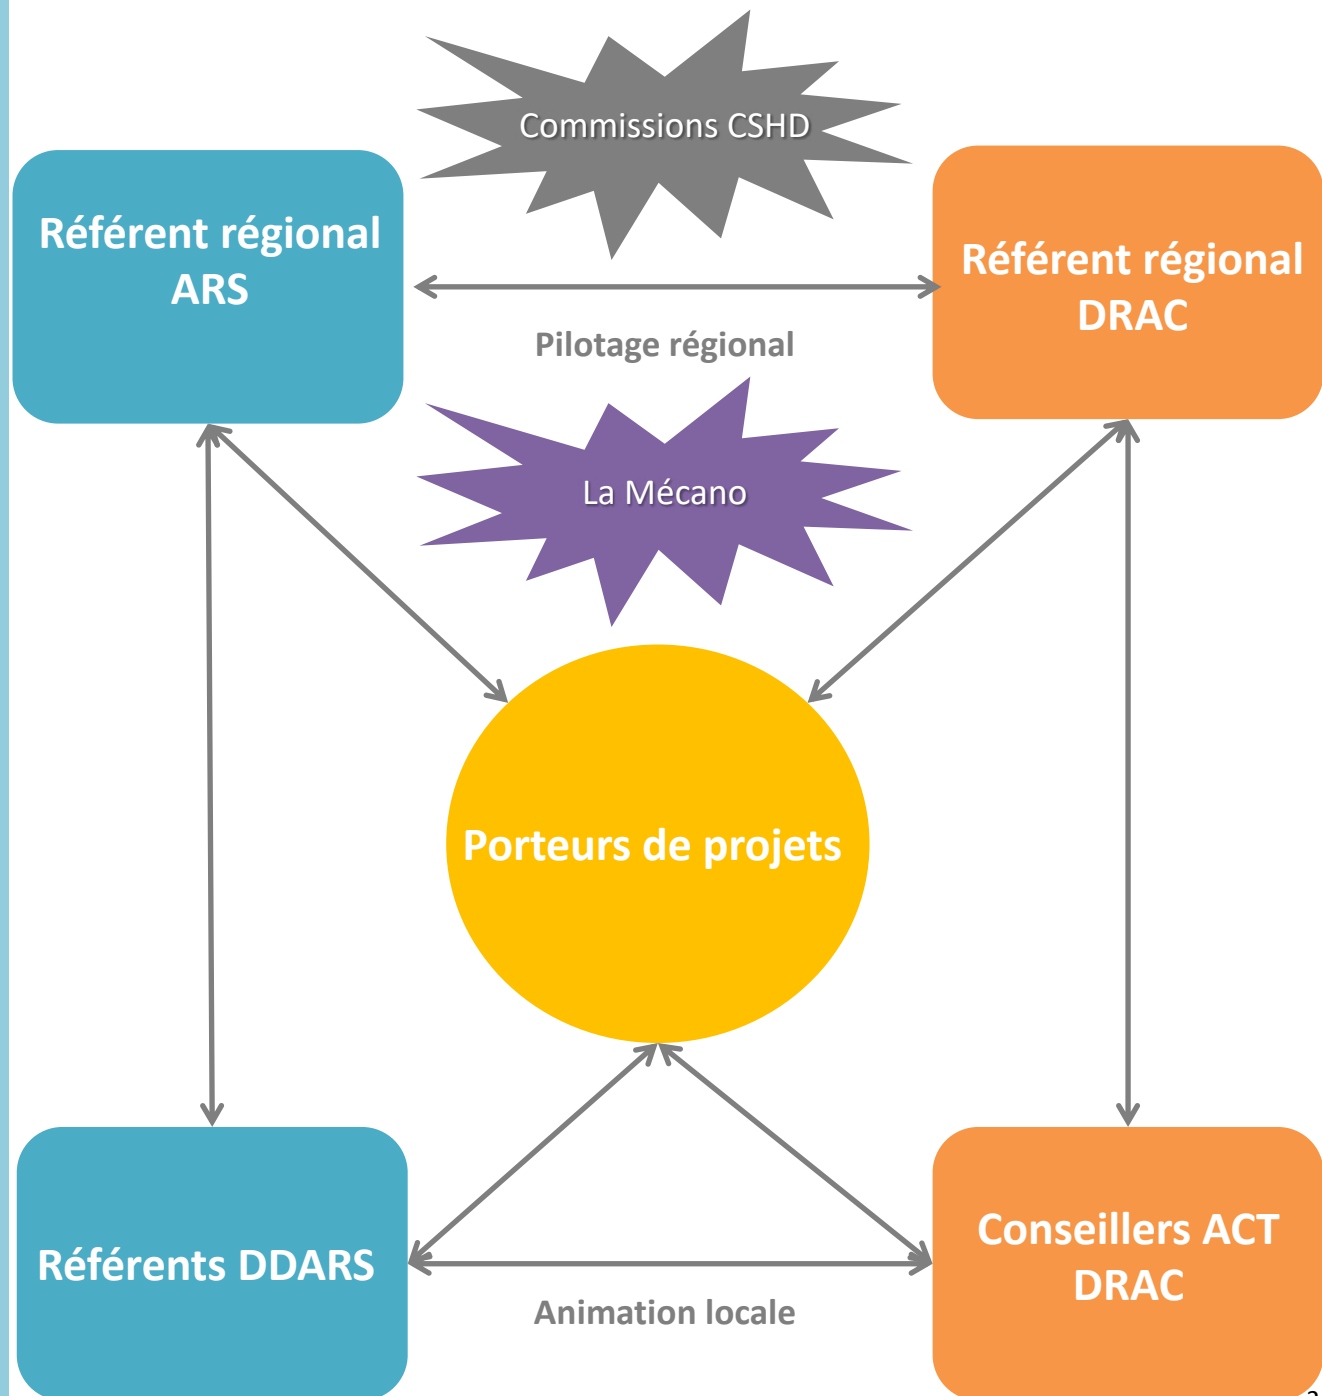 Commissions CSHD
Référent régional
ARS
Référent régional
DRAC
Pilotage régional
La Mécano
Porteurs de projets
Référents DDARS
Conseillers ACT
DRAC
Animation locale